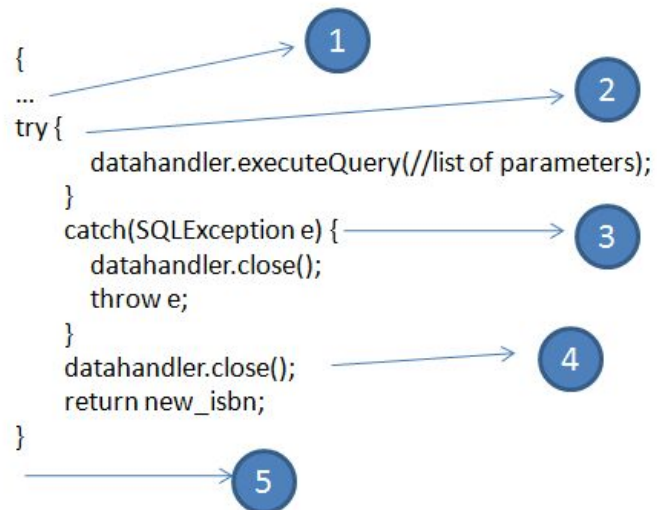 1
{
...
2
try {
datahandler.executeQuery(//list of parameters);
}
catch(SQLException e) {
3
datahandler.close();
throw e;
}
datahandler.close();
4
return new_isbn;
}
5